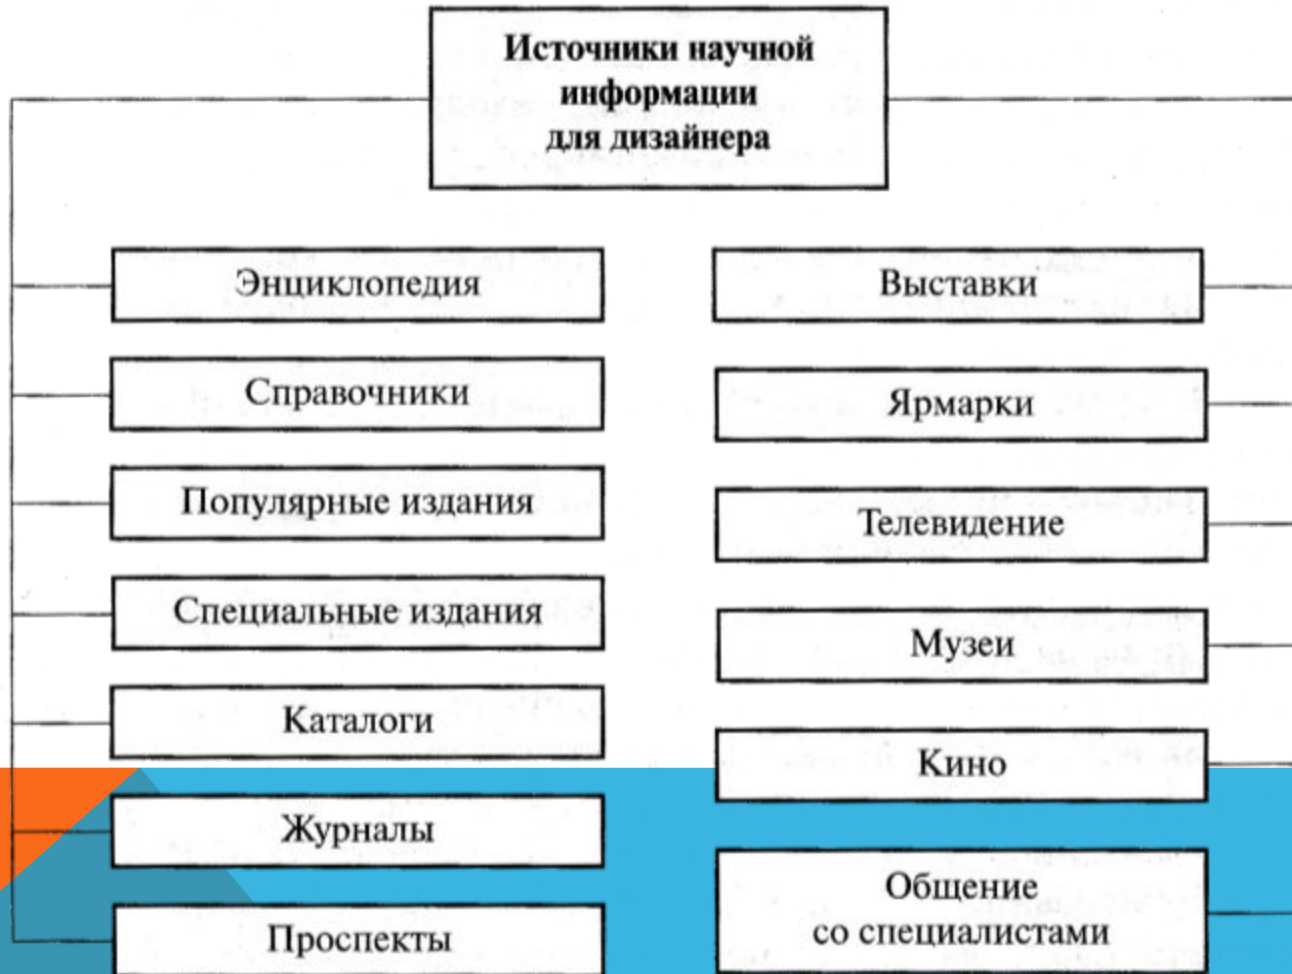 Источники научной
информации
для дизайнера
Энциклопедия
Справочники
Популярные издания
Специальные издания
Каталоги
Журналы
Проспекты
Выставки
Ярмарки
Телевидение
Музеи
Кино
Общение
со специалистами